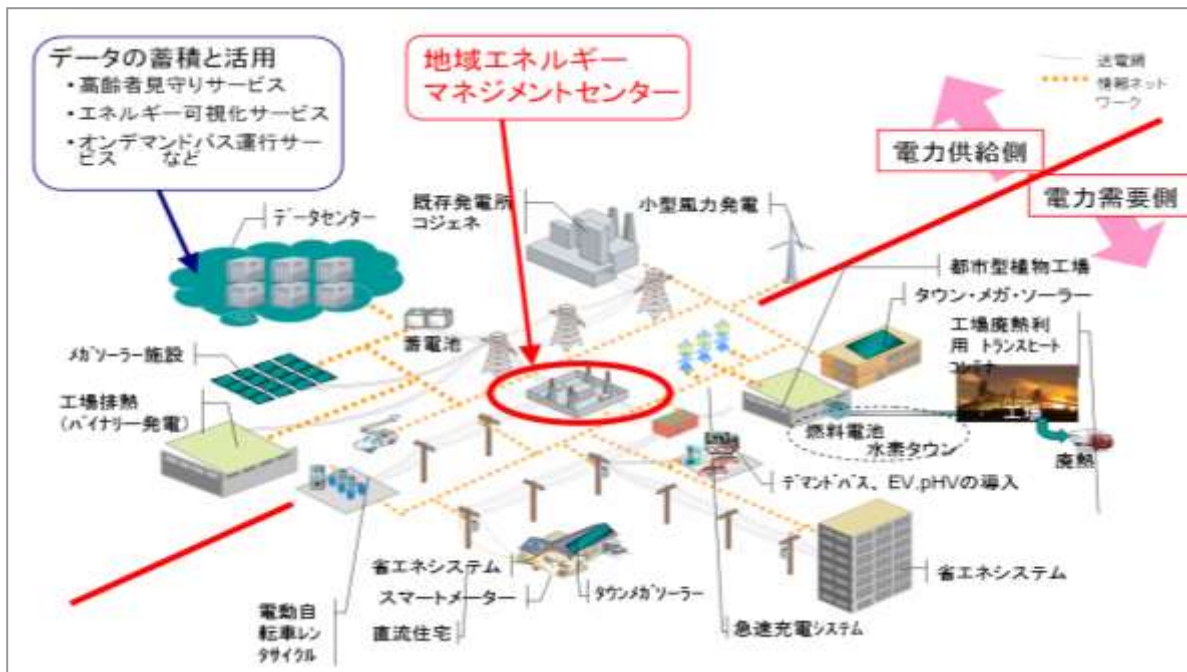 データの蓄積と活用
・高齢者見守りサービス
・エネルギー可視化サービス
・オンデマンドバス運行サー
ビス　など
地域エネルギー
マネジメントセンター
送電網
情報ネット
ワーク
電力供給側
電力需要側
データセンター
既存発電所
コジェネ
小型風力発電
都市型植物工場
タウン・メガ・ソーラー
工場廃熱利
用 トランスヒート
コンテナ
蓄電池
メガソーラー施設
工場排熱
(バイナリー発電)
工場
燃料電池
水素タウン
廃熱
デマンドバス、EV,pHVの導入
省エネシステム
スマートメーター
直流住宅
タウンメガソーラー
急速充電システム
省エネシステム
電動自
転車レン
タサイクル